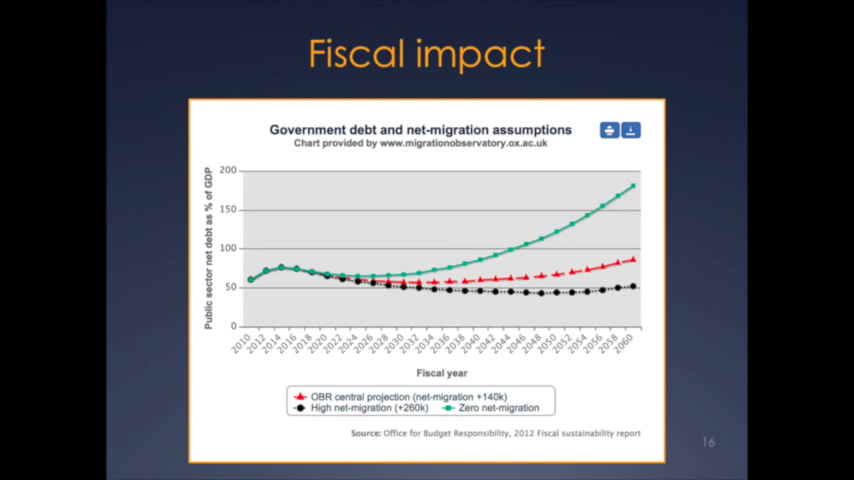 Fiscal impact
Government debt and net-migration assumptions
Chart provided by www.migrationobservatory.ox.ac.uk
Public sector net debt as % of GDP
200
150
100
50
0
2010 2012 2014 2016 2018 2020 2022 2024 2026 2028 2030 2032 2034 2036 2038 2040 2042 2044 2046 2048 2050 2052 2054 2056 2058 2060
Fiscal year
OBR central projection (net-migration +140k)
High net-migration (+260k) Zero net-migration
Source: Office for Budget Responsibility, 2012 Fiscal sustainability report
16